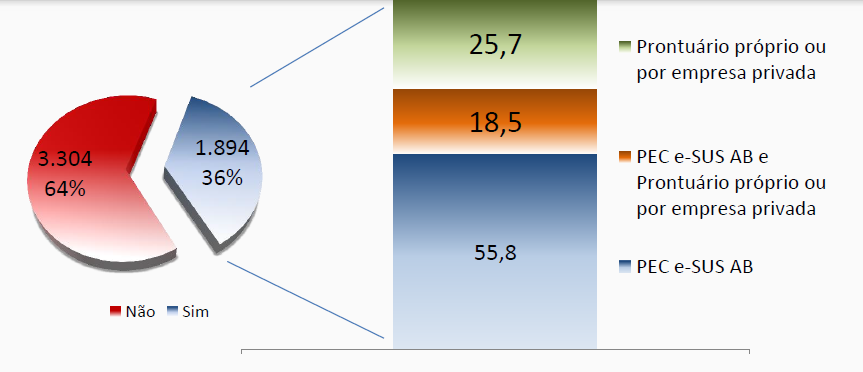 3.304
64%
1.894
36%
Não
Sim
25,7
18,5
55,8
Prontuário próprio ou
por empresa privada
PEC e-SUS AB e
Prontuário próprio ou
por empresa privada
PEC e-SUS AB